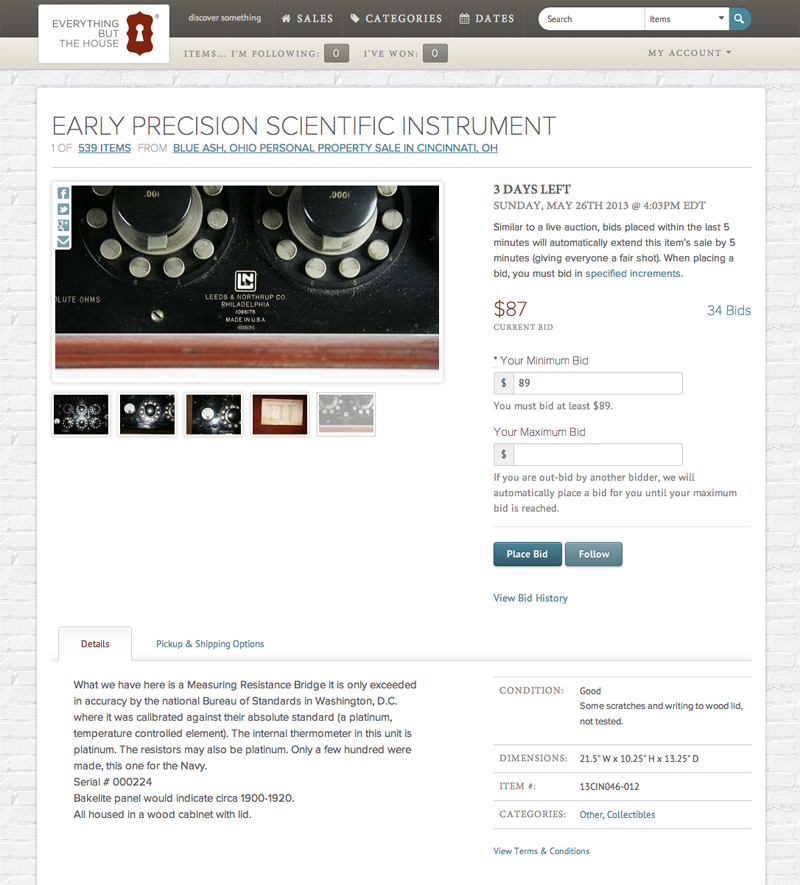 EVERYTHING
BUT
THE HOUSE
®
discover something
SALES
CATEGORIES
DATES
Search
Items
ITEMS... I'M FOLLOWING: 0
I'VE WON: 0
MY ACCOUNT
EARLY PRECISION SCIENTIFIC INSTRUMENT
1 OF 539 ITEMS FROM BLUE ASH, OHIO PERSONAL PROPERTY SALE IN CINCINNATI, OH
.0001
.001
LUTE OHMS
LN
LEEDS & NORTHRUP CO.
PHILADELPHIA
MADE IN U.S.A.
3 DAYS LEFT
SUNDAY, MAY 26TH 2013 @ 4:03PM EDT
Similar to a live auction, bids placed within the last 5
minutes will automatically extend this item's sale by 5
minutes (giving everyone a fair shot). When placing a
bid, you must bid in specified increments.
$87
34 Bids
CURRENT BID
* Your Minimum Bid
$ 89
You must bid at least $89.
Your Maximum Bid
$
If you are out-bid by another bidder, we will
automatically place a bid for you until your maximum
bid is reached.
Place Bid
Follow
View Bid History
Details
Pickup & Shipping Options
What we have here is a Measuring Resistance Bridge it is only exceeded
in accuracy by the national Bureau of Standards in Washington, D.C.
where it was calibrated against their absolute standard (a platinum,
temperature controlled element). The internal thermometer in this unit is
platinum. The resistors may also be platinum. Only a few hundred were
made, this one for the Navy.
Serial # 000224
Bakelite panel would indicate circa 1900-1920.
All housed in a wood cabinet with lid.
CONDITION: Good
Some scratches and writing to wood lid,
not tested.
DIMENSIONS: 21.5" W x 10.25" H x 13.25" D
ITEM #: 13CIN046-012
CATEGORIES: Other, Collectibles
View Terms & Conditions